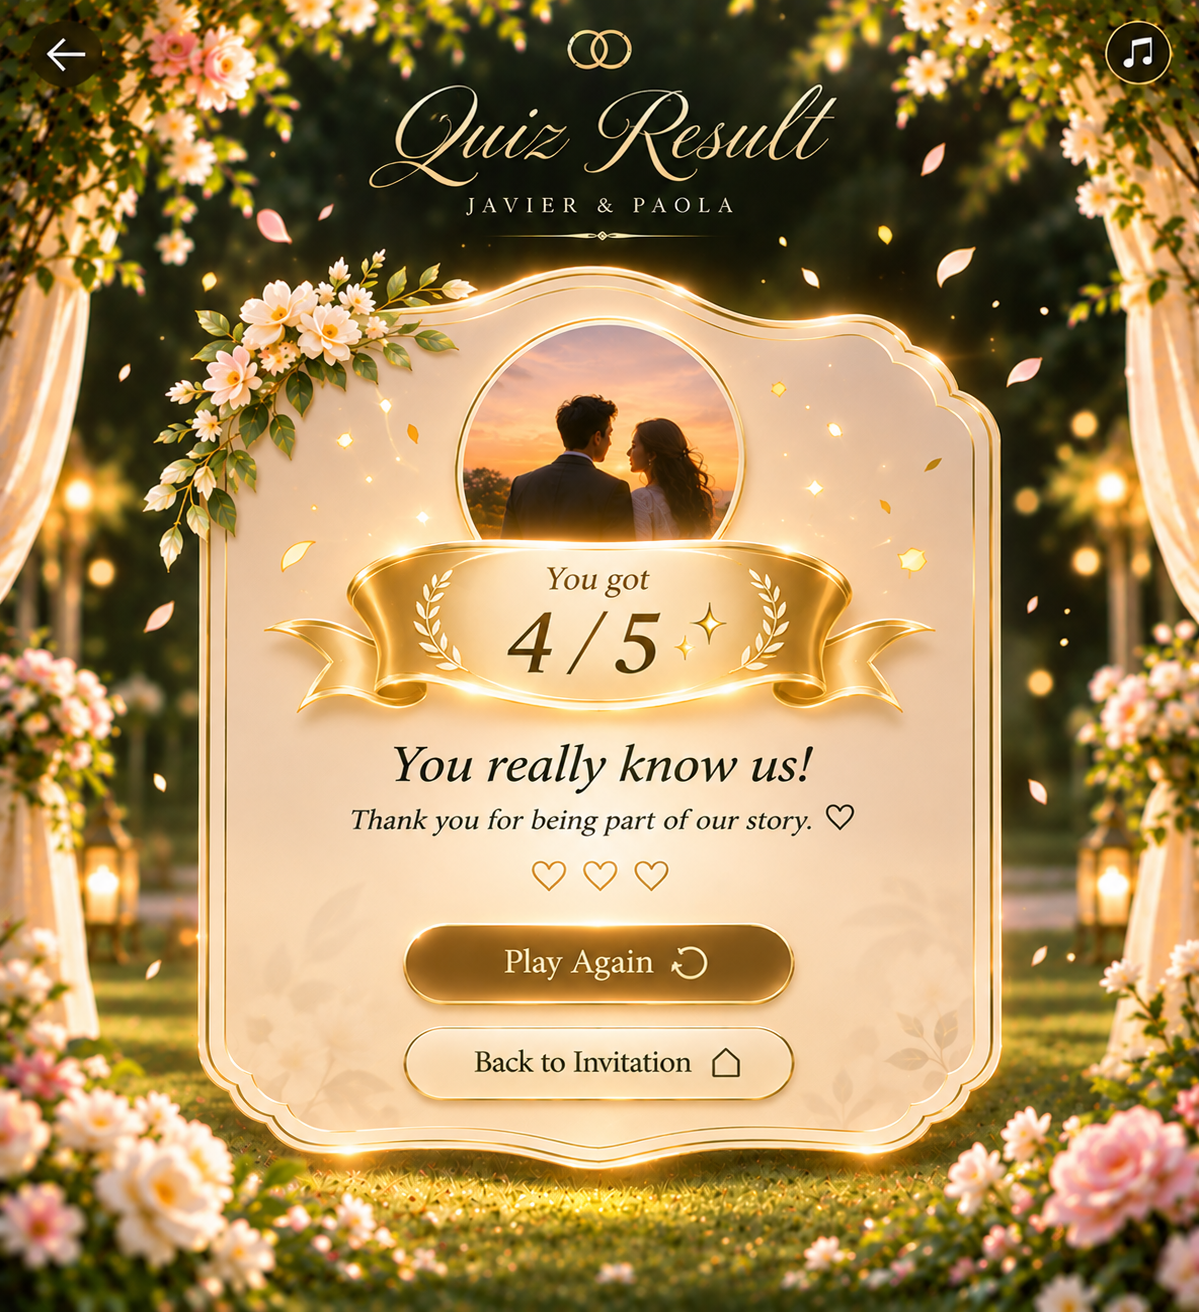 Quiz Result
JAVIER & PAOLA
You got
4/5
You really know us!
Thank you for being part of our story. ♡
Play Again
Back to Invitation